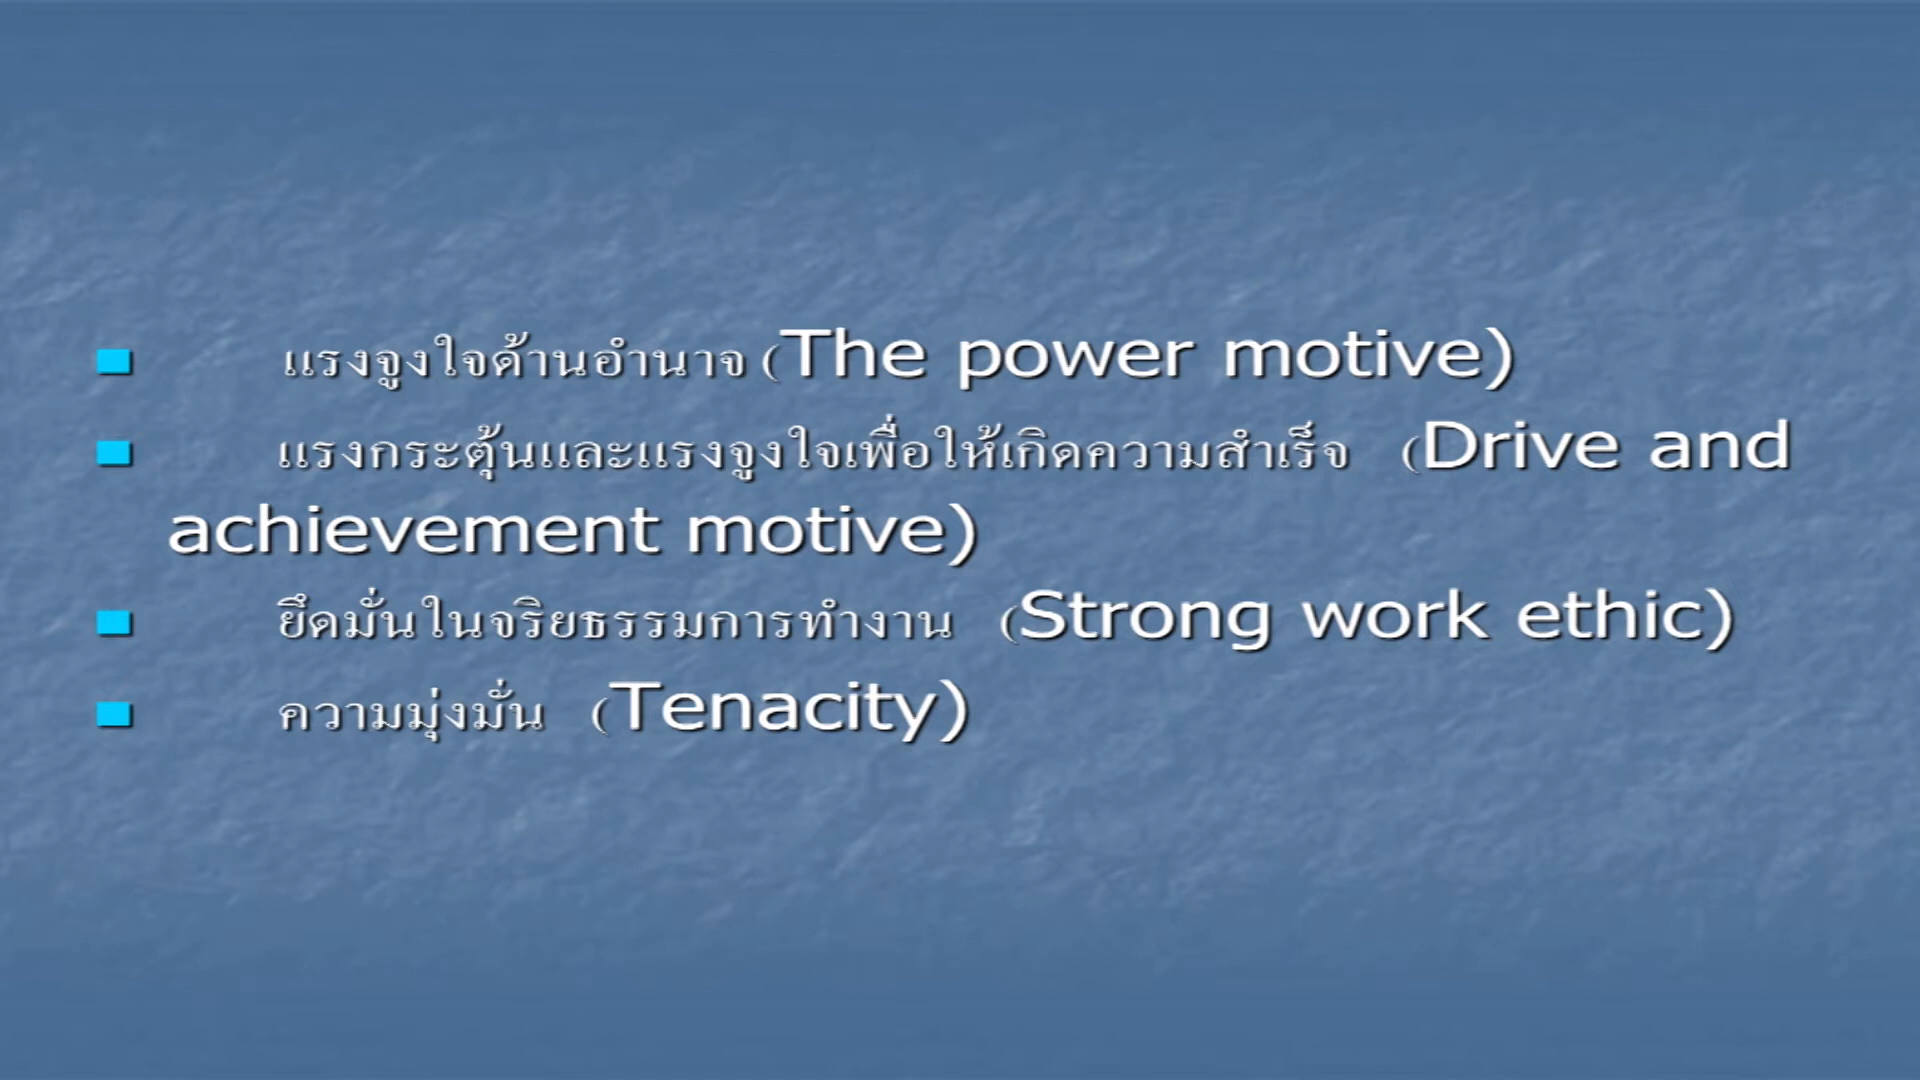 แรงจูงใจด้านอำนาจ (The power motive)
แรงกระตุ้นและแรงจูงใจเพื่อให้เกิดความสำเร็จ (Drive and
achievement motive)
ยึดมั่นในจริยธรรมการทำงาน (Strong work ethic)
ความมุ่งมั่น (Tenacity)